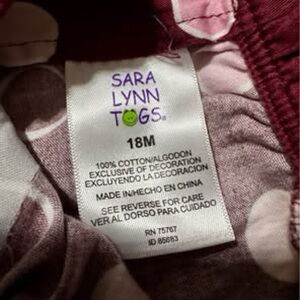 SARA
LYNN
TOGS®
18M
100% COTTON/ALGODON
EXCLUSIVE OF DECORATION
EXCLUYENDO LA DECORACION
MADE IN/HECHO EN CHINA
SEE REVERSE FOR CARE
VER AL DORSO PARA CUIDADO
RN 75767
ID 85683